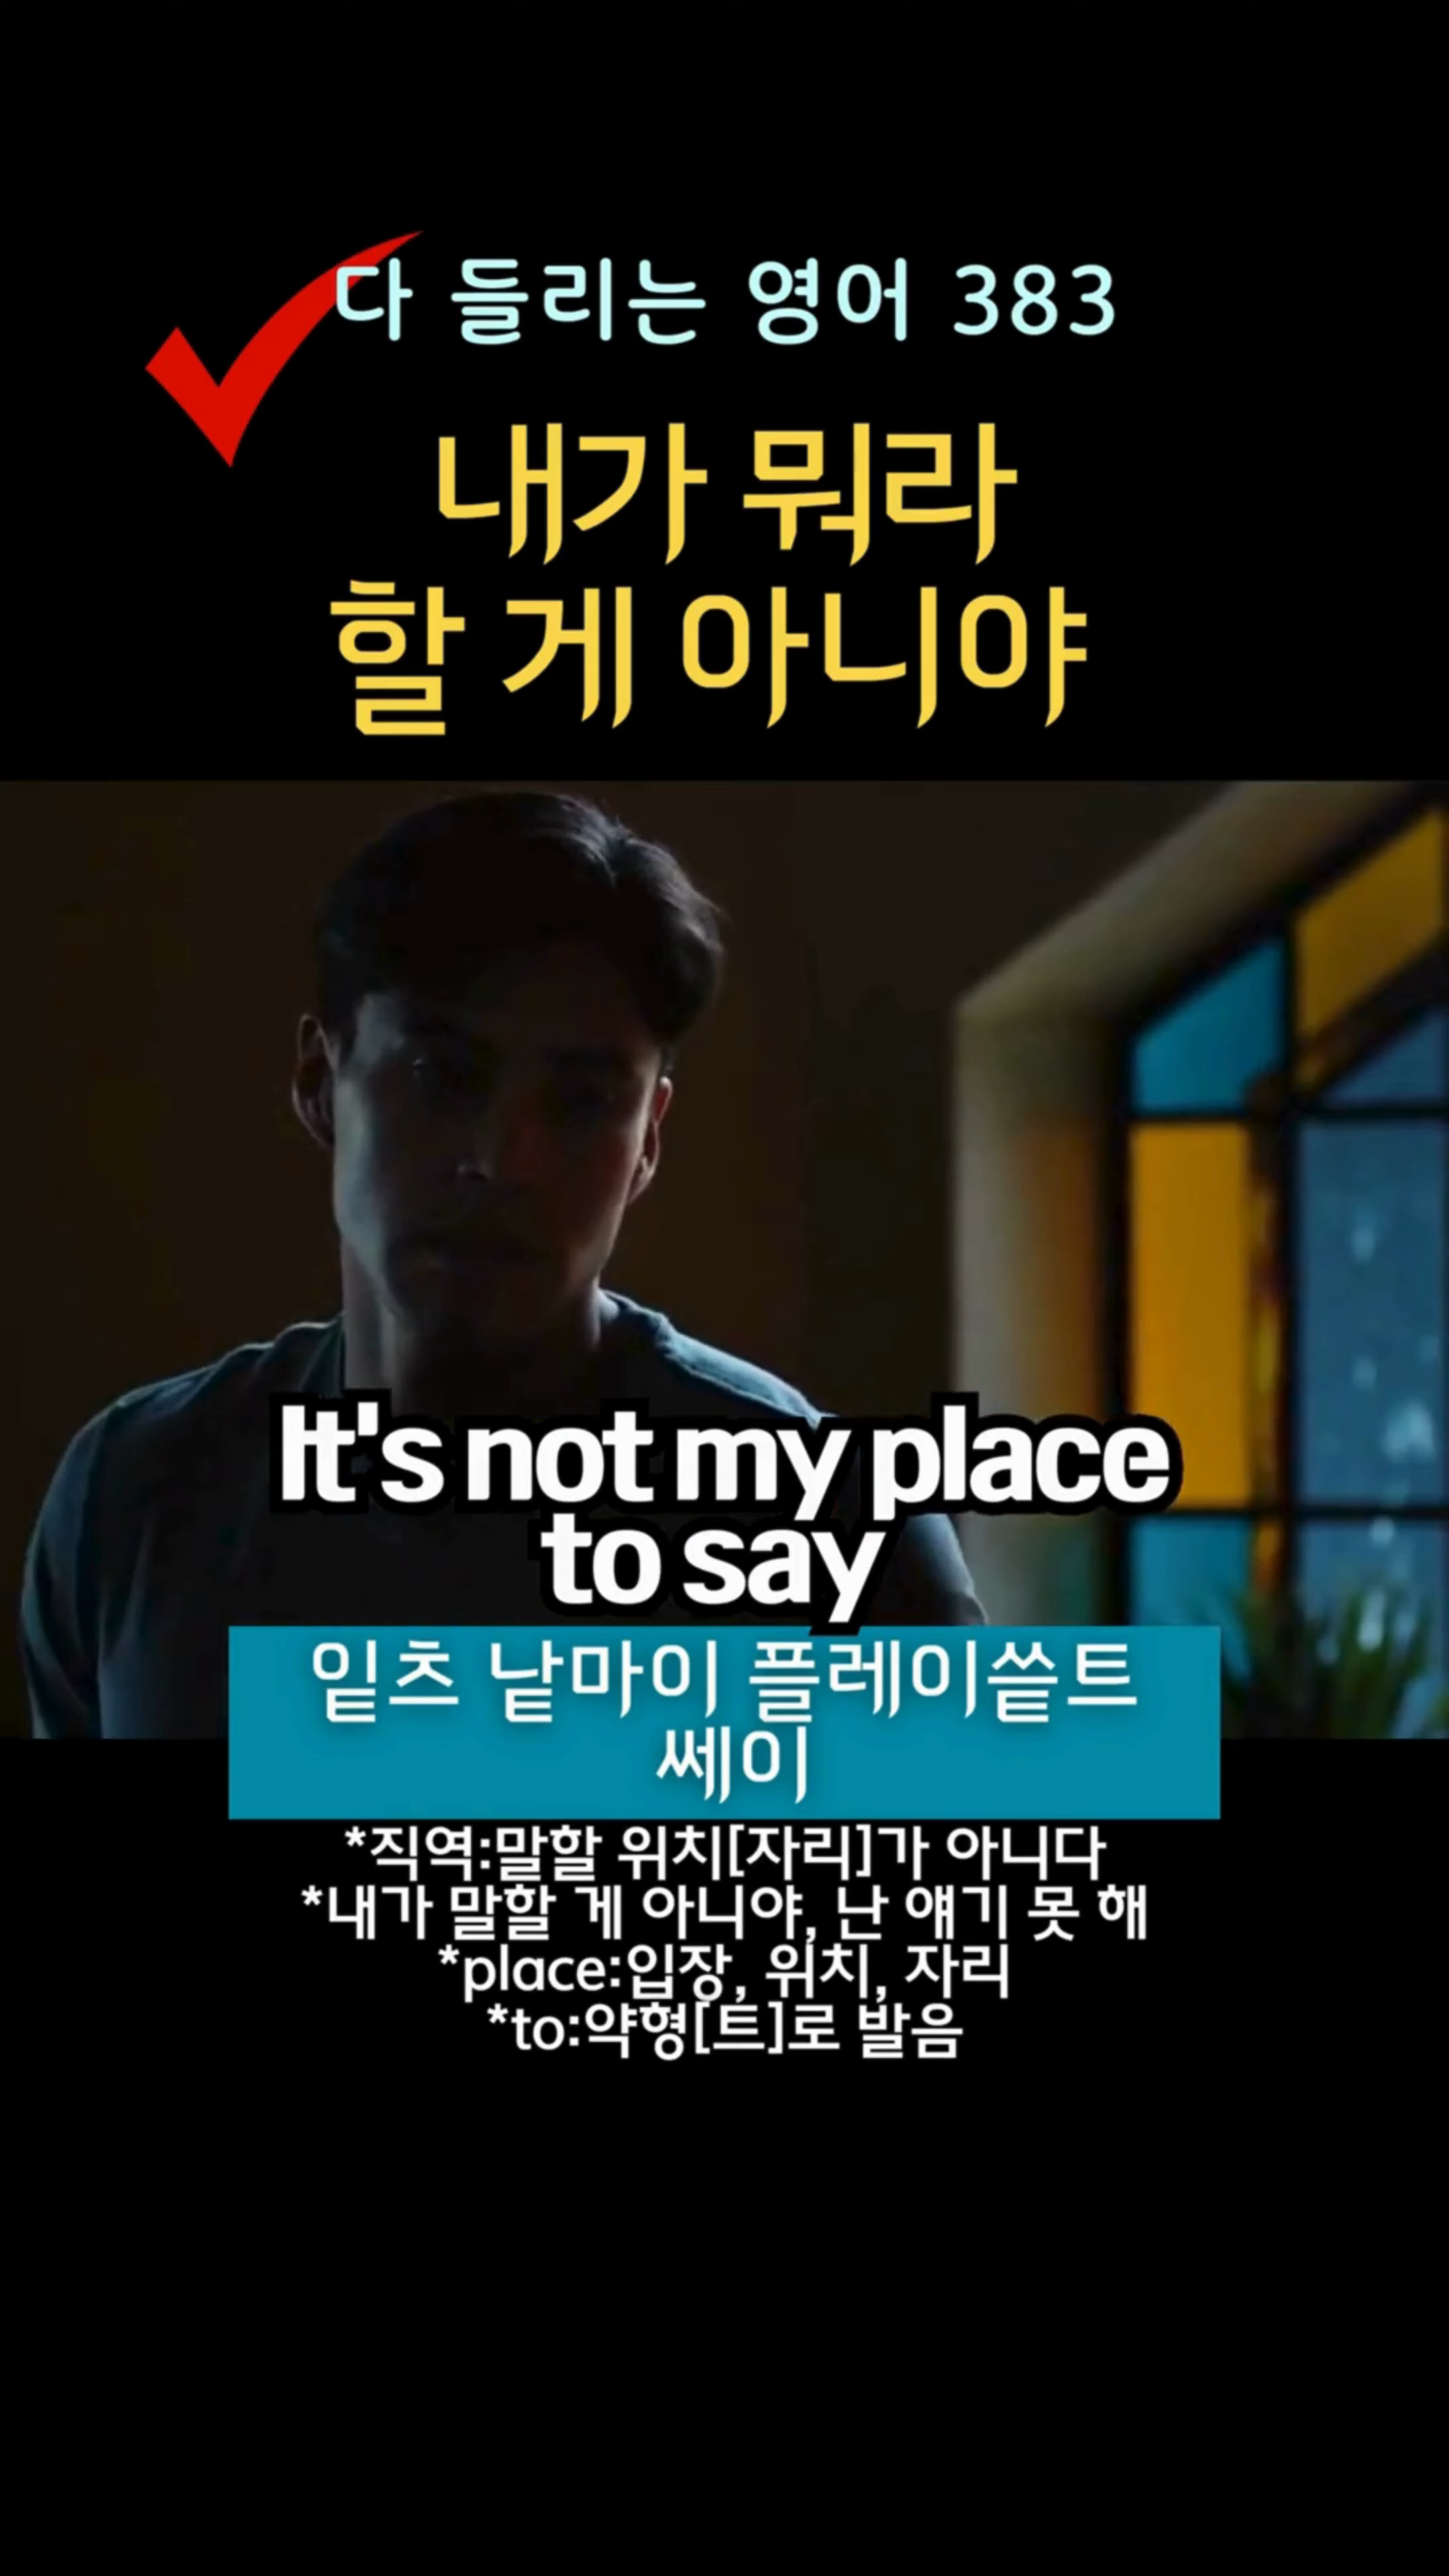 다 들리는 영어 383
내가 뭐라
할 게 아니야
It's not my place
to say
잍츠 낱마이 플레이쏱트
쎄이
*직역:말할 위치[자리]가 아니다
*내가 말할 게 아니야, 난 얘기 못 해
*place:입장, 위치, 자리
*to:약형[트]로 발음